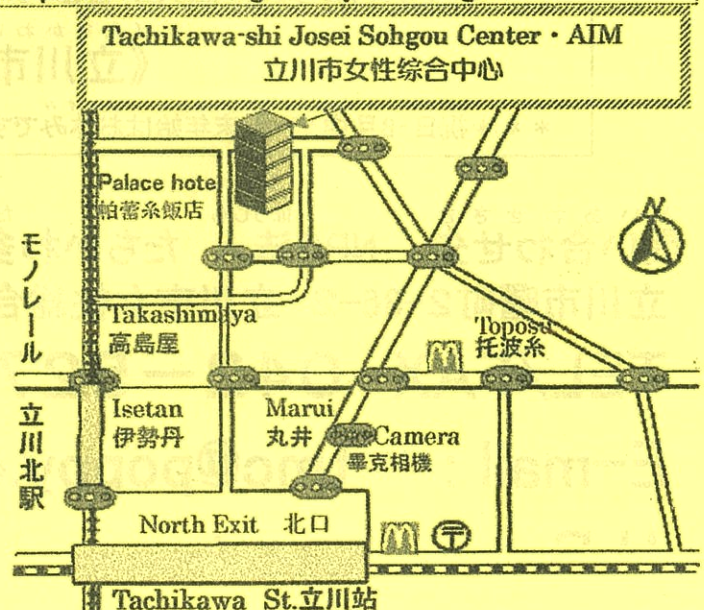 Tachikawa-shi Josei Sohgou Center・AIM
立川市女性综合中心
Palace hotel
帕蕾糸飯店
N
モノレール
Takashimaya
高島屋
Toposu
托波糸
立川北駅
Isetan
伊勢丹
Marui
丸井
Camera
畢克相機
North Exit 北口
〒
Tachikawa St.立川站